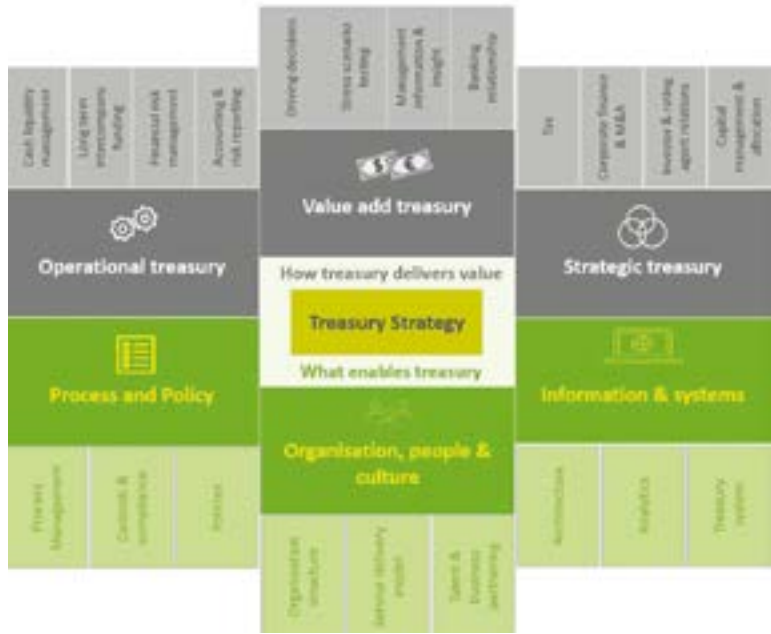 Cash liquidity
management
Long term
intercompany
funding
Financial risk
management
Accounting &
risk reporting
Driving decisions
Stress scenario
testing
Management
information &
insight
Banking
relationship
Tax
Corporate finance
& M&A
Investor & rating
agent relations
Capital
management &
allocation
Operational treasury
Value add treasury
Strategic treasury
How treasury delivers value
Treasury Strategy
What enables treasury
Process and Policy
Organisation, people &
culture
Information & systems
Process
Management
Controls &
compliance
Policies
Organisation
structure
Service delivery
model
Talent &
business
partnering
Architecture
Analytics
Treasury
system